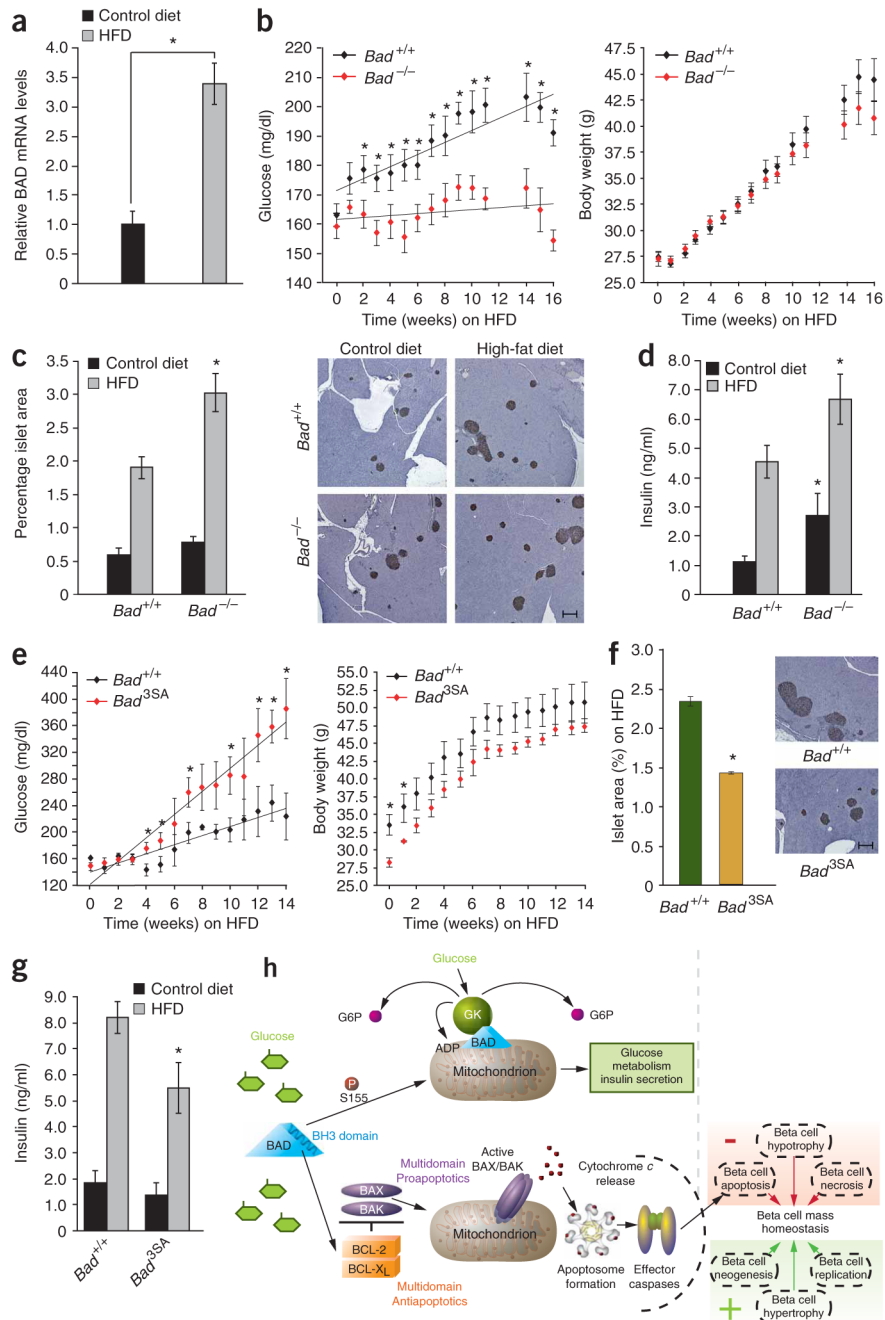 a
Control diet
HFD
*
Relative BAD mRNA levels
4.0
3.5
3.0
2.5
2.0
1.5
1.0
0.5
0
b
Bad+/+
Bad−/−
Glucose (mg/dl)
220
210
200
190
180
170
160
150
140
* * * * * * * * * * * * *
0 2 4 6 8 10 12 14 16
Time (weeks) on HFD
Bad+/+
Bad−/−
Body weight (g)
47.5
45.0
42.5
40.0
37.5
35.0
32.5
30.0
27.5
25.0
0 2 4 6 8 10 12 14 16
Time (weeks) on HFD
c
Control diet
HFD
*
Percentage islet area
3.5
3.0
2.5
2.0
1.5
1.0
0.5
0
Bad+/+ Bad−/−
Control diet High-fat diet
Bad+/+
Bad−/−
d
Control diet
HFD
*
*
Insulin (ng/ml)
8.0
7.0
6.0
5.0
4.0
3.0
2.0
1.0
0
Bad+/+ Bad−/−
e
Bad+/+
Bad3SA
Glucose (mg/dl)
440
400
360
320
280
240
200
160
120
* * * * * * *
0 2 4 6 8 10 12 14
Time (weeks) on HFD
Bad+/+
Bad3SA
Body weight (g)
55.0
52.5
50.0
47.5
45.0
42.5
40.0
37.5
35.0
32.5
30.0
27.5
25.0
* *
0 2 4 6 8 10 12 14
Time (weeks) on HFD
f
Islet area (%) on HFD
3.0
2.5
2.0
1.5
1.0
0.5
0
*
Bad+/+ Bad3SA
Bad+/+
Bad3SA
g
Control diet
HFD
*
Insulin (ng/ml)
9.0
8.0
7.0
6.0
5.0
4.0
3.0
2.0
1.0
0
Bad+/+ Bad3SA
h
Glucose
G6P
GK
G6P
ADP
BAD
Mitochondrion
Glucose
metabolism
insulin secretion
Glucose
P
S155
BH3 domain
BAD
Multidomain
Proapoptotics
Active
BAX/BAK
BAX
BAK
Mitochondrion
BCL-2
BCL-XL
Multidomain
Antiapoptotics
Cytochrome c
release
Apoptosome
formation
Effector
caspases
−
Beta cell
hypotrophy
Beta cell
apoptosis
Beta cell
necrosis
Beta cell mass
homeostasis
Beta cell
neogenesis
Beta cell
replication
Beta cell
hypertrophy
+